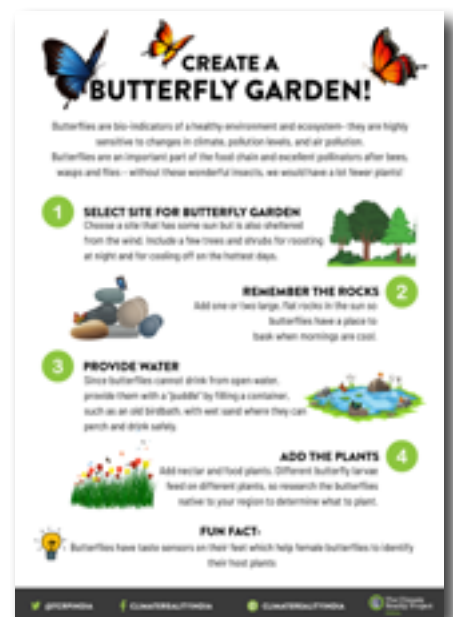 CREATE A
BUTTERFLY GARDEN!
Butterflies are bio-indicators of a healthy environment and ecosystem - they are highly
sensitive to changes in climate, pollution levels, and air pollution.
Butterflies are an important part of the food chain and excellent pollinators after bees,
wasps and flies - without these wonderful insects, we would have a lot fewer plants!
1
SELECT SITE FOR BUTTERFLY GARDEN
Choose a site that has some sun but is also sheltered
from the wind. Include a few trees and shrubs for roosting
at night and for cooling off on the hottest days.
REMEMBER THE ROCKS
2
Add one or two large, flat rocks in the sun so
butterflies have a place to
bask when mornings are cool.
3
PROVIDE WATER
Since butterflies cannot drink from open water,
provide them with a 'puddle' by filling a container,
such as an old birdbath, with wet sand where they can
perch and drink safely.
ADD THE PLANTS
4
Add nectar and food plants. Different butterfly larvae
feed on different plants, so research the butterflies
native to your region to determine what to plant.
FUN FACT:
Butterflies have taste sensors on their feet which help female butterflies to identify
their host plants
@TCRPINDIA
CLIMATEREALITYINDIA
CLIMATEREALITYINDIA
The Climate
Reality Project